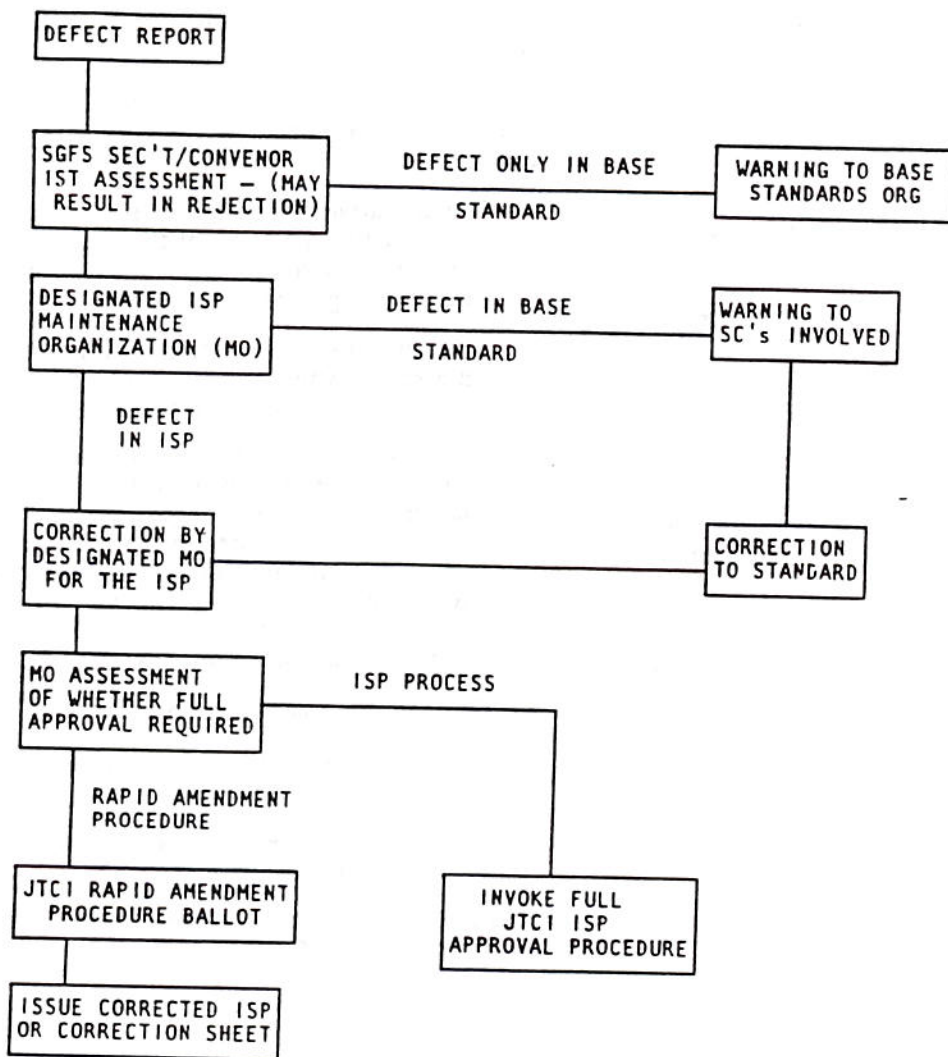 DEFECT REPORT
SGFS SEC'T/CONVENOR
1ST ASSESSMENT – (MAY
RESULT IN REJECTION)
DEFECT ONLY IN BASE
STANDARD
WARNING TO BASE
STANDARDS ORG
DESIGNATED ISP
MAINTENANCE
ORGANIZATION (MO)
DEFECT IN BASE
STANDARD
WARNING TO
SC's INVOLVED
DEFECT
IN ISP
CORRECTION BY
DESIGNATED MO
FOR THE ISP
CORRECTION
TO STANDARD
MO ASSESSMENT
OF WHETHER FULL
APPROVAL REQUIRED
ISP PROCESS
RAPID AMENDMENT
PROCEDURE
JTC1 RAPID AMENDMENT
PROCEDURE BALLOT
INVOKE FULL
JTC1 ISP
APPROVAL PROCEDURE
ISSUE CORRECTED ISP
OR CORRECTION SHEET